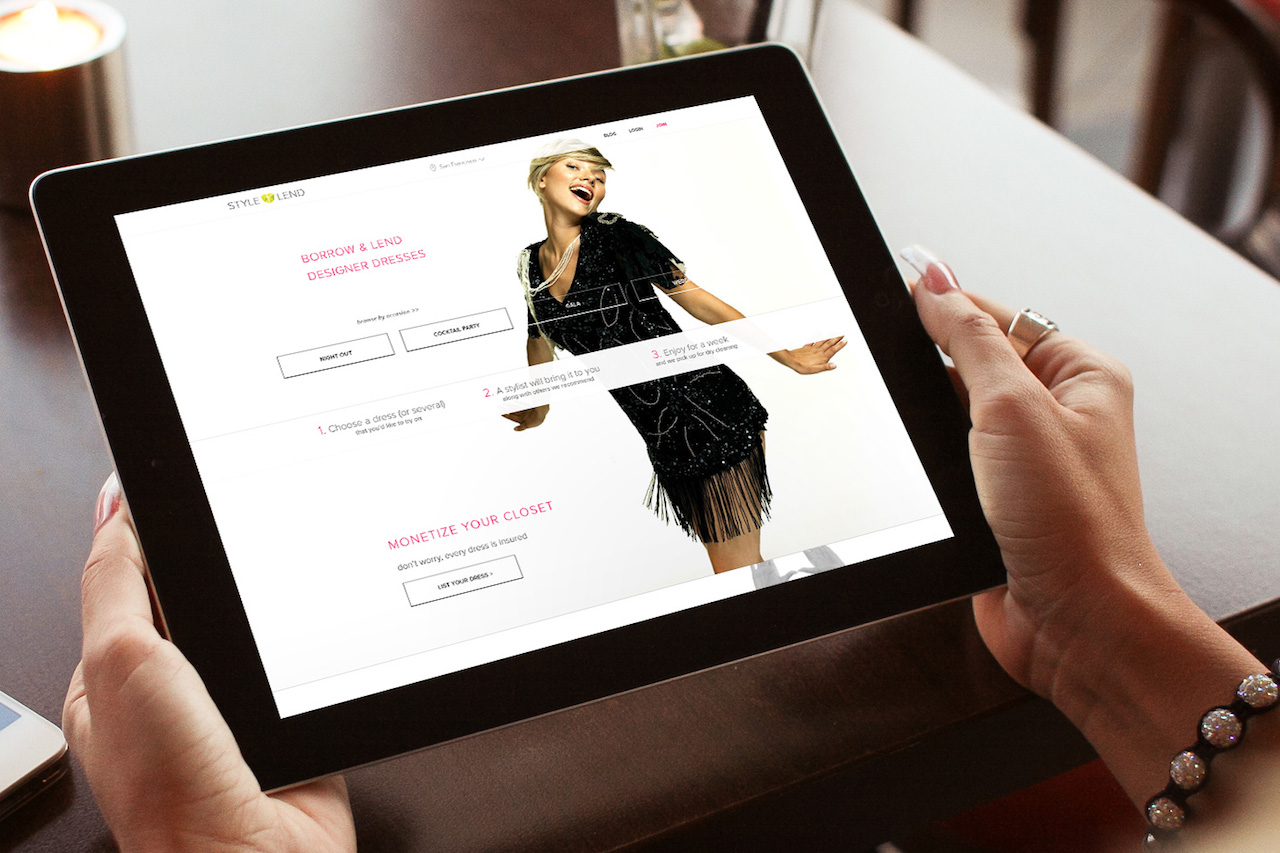 BLOG LOGIN JOIN
San Francisco
STYLE LEND
BORROW & LEND
DESIGNER DRESSES
browse by occasion >>
NIGHT OUT
COCKTAIL PARTY
GALA
1. Choose a dress (or several)
that you'd like to try on
2. A stylist will bring it to you
along with others we recommend
3. Enjoy for a week
and we pick up for dry cleaning
MONETIZE YOUR CLOSET
don't worry, every dress is insured
LIST YOUR DRESS >